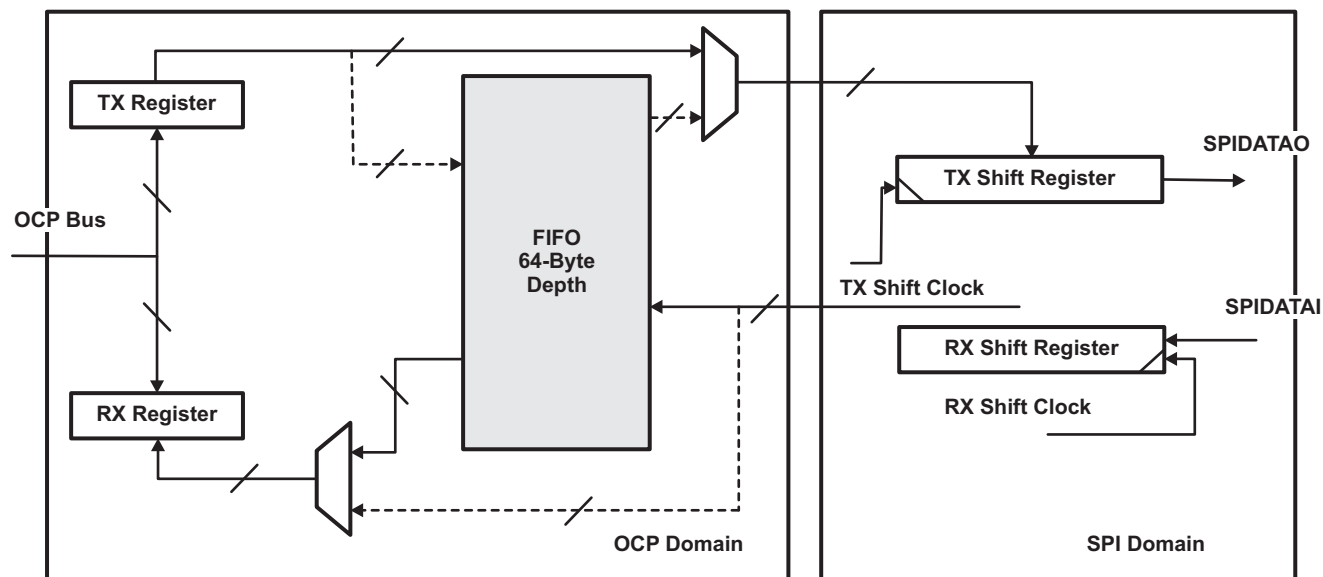 TX Register
SPIDATAO
TX Shift Register
OCP Bus
FIFO
64-Byte
Depth
TX Shift Clock
SPIDATAI
RX Shift Register
RX Register
RX Shift Clock
OCP Domain
SPI Domain